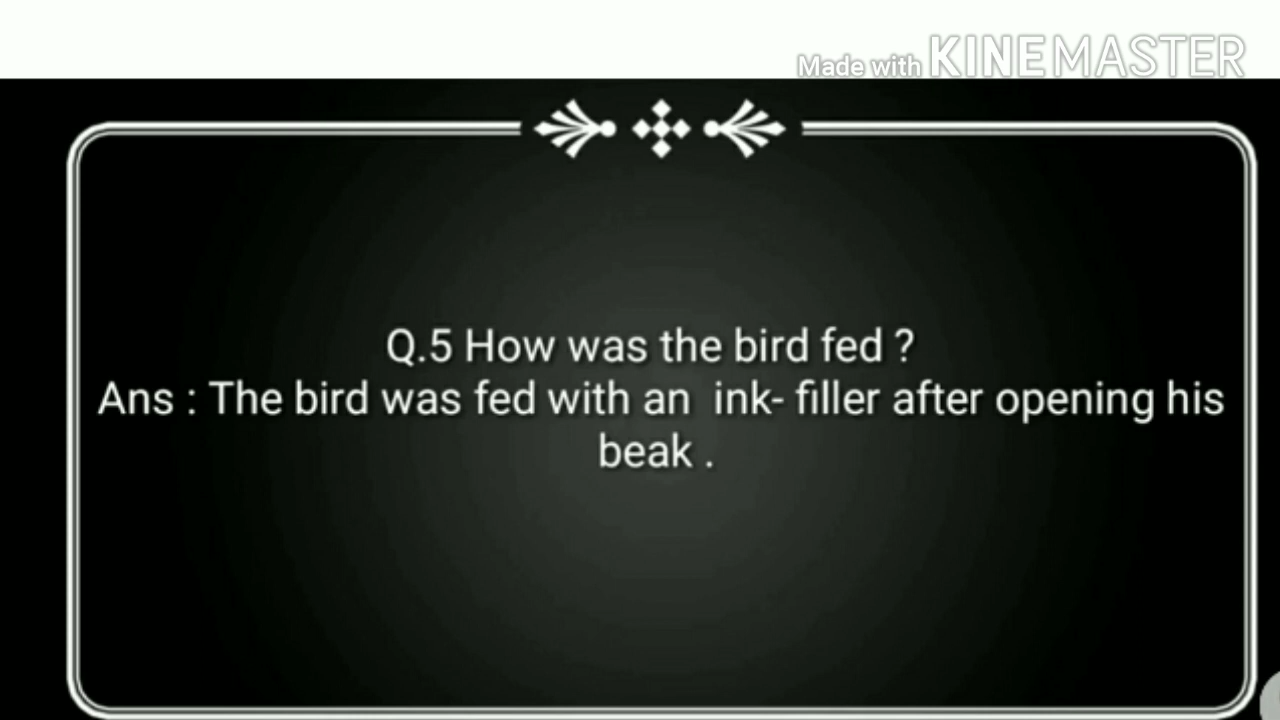 Made with KINEMASTER
Q.5 How was the bird fed ?
Ans : The bird was fed with an  ink- filler after opening his
beak .